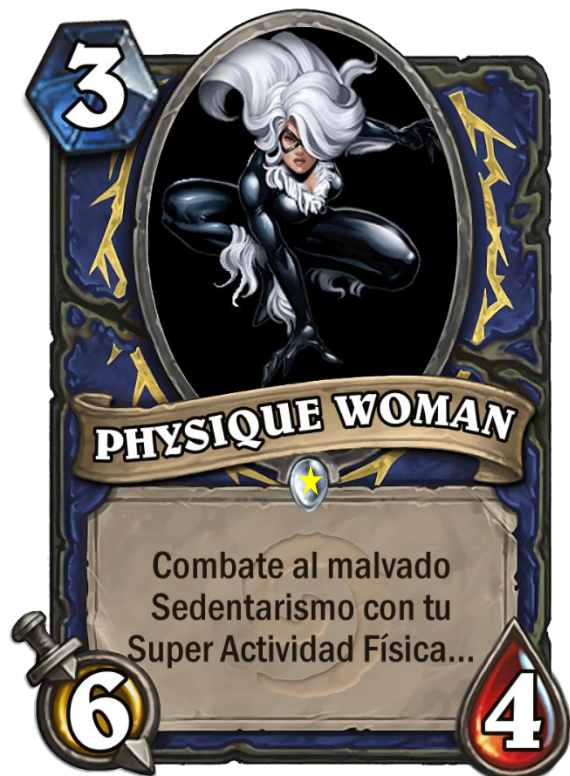 3
PHYSIQUE WOMAN
Combate al malvado
Sedentarismo con tu
Super Actividad Física...
6
4